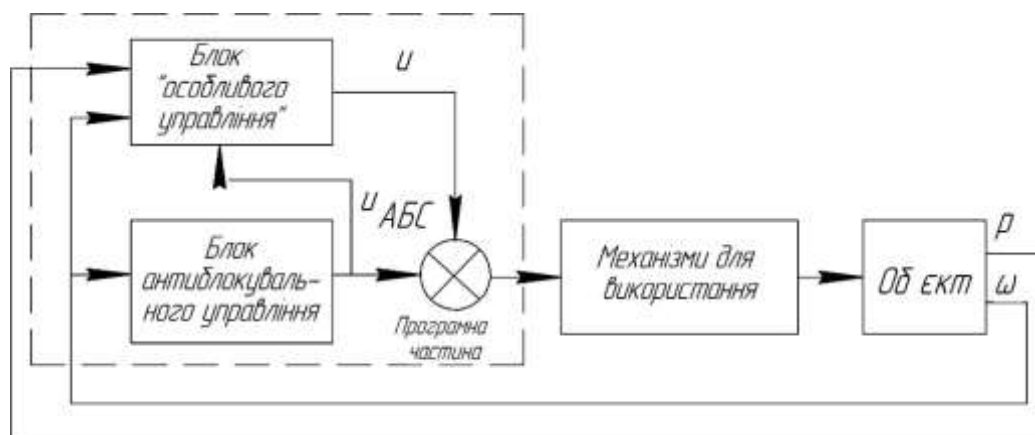 Блок
"особливого
управління"
и
и АБС
Блок
антиблокуваль-
ного управління
Програмна
частина
Механізми для
використання
Об єкт
р
ω